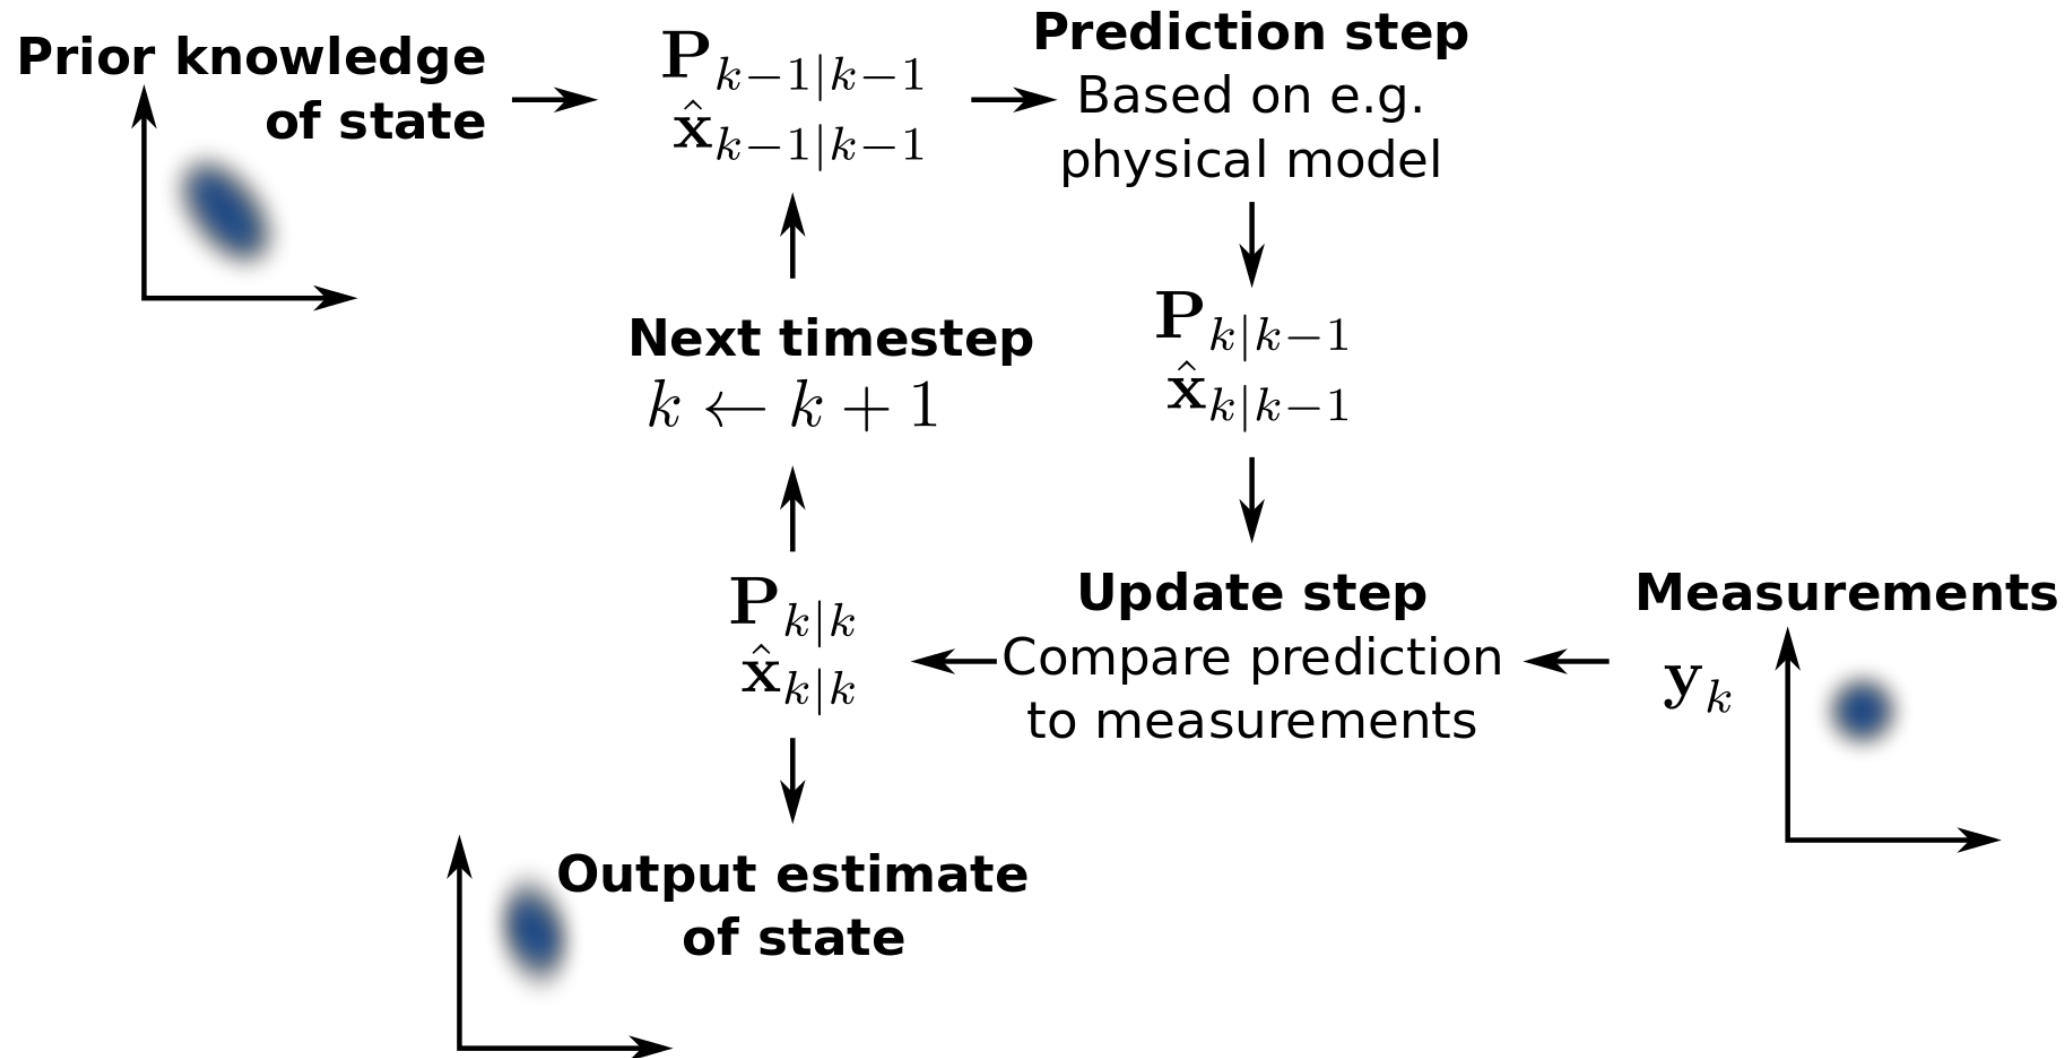 Prior knowledge
of state
P_{k−1|k−1}
x̂_{k−1|k−1}
Prediction step
Based on e.g.
physical model
Next timestep
k ← k + 1
P_{k|k−1}
x̂_{k|k−1}
P_{k|k}
x̂_{k|k}
Update step
Compare prediction
to measurements
Measurements
y_k
Output estimate
of state